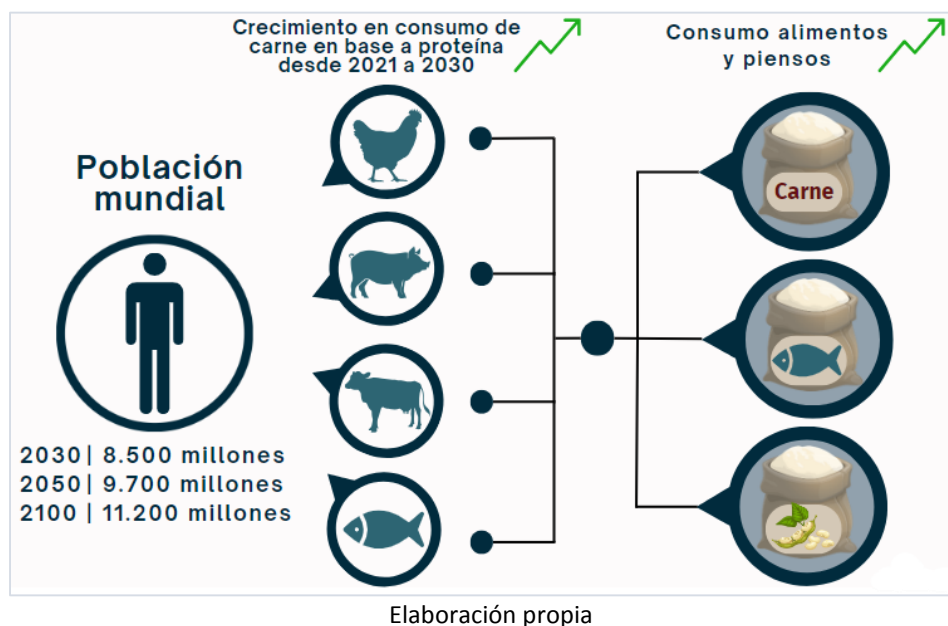 Crecimiento en consumo de
carne en base a proteína
desde 2021 a 2030
Consumo alimentos
y piensos
Población
mundial
2030| 8.500 millones
2050| 9.700 millones
2100 | 11.200 millones
Carne
Elaboración propia